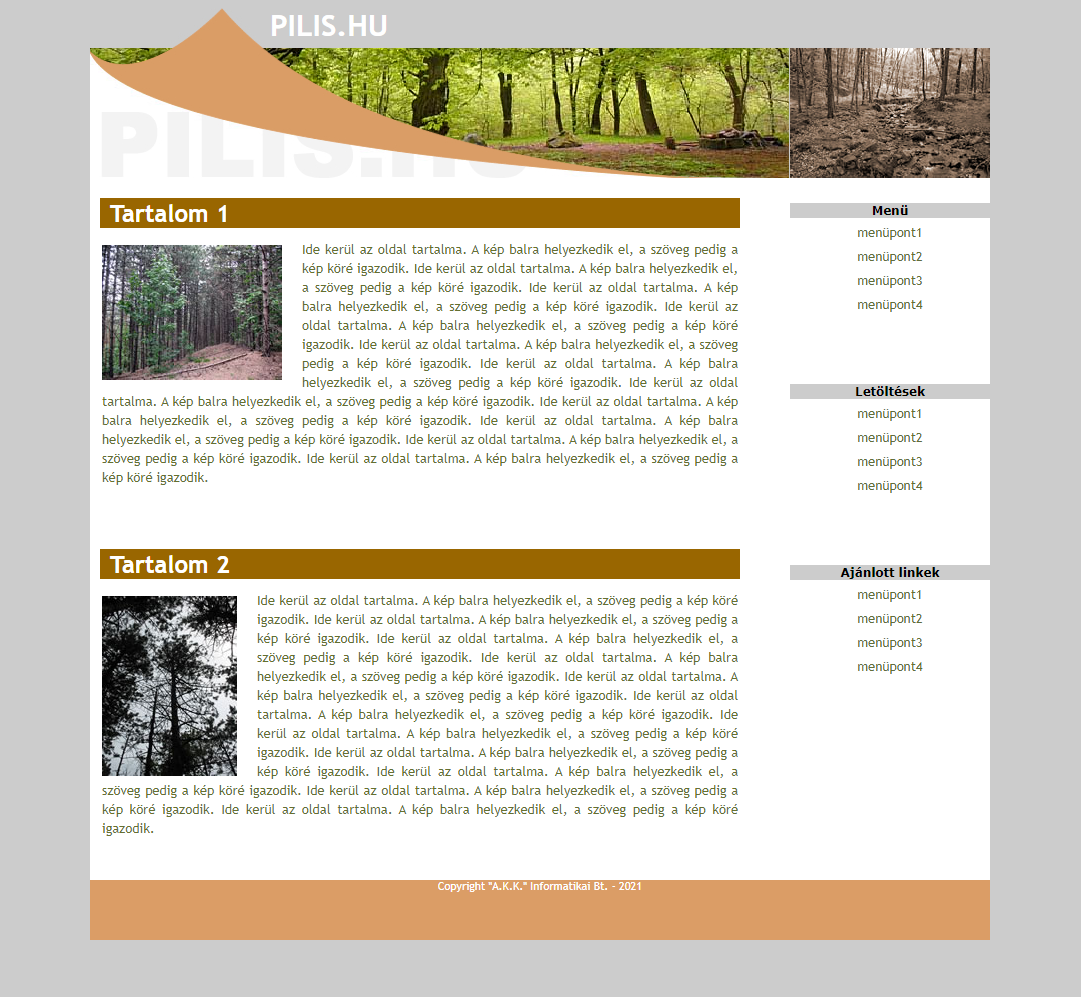 PILIS.HU
PILIS.HU
Tartalom 1
Ide kerül az oldal tartalma. A kép balra helyezkedik el, a szöveg pedig a
kép köré igazodik. Ide kerül az oldal tartalma. A kép balra helyezkedik el,
a szöveg pedig a kép köré igazodik. Ide kerül az oldal tartalma. A kép
balra helyezkedik el, a szöveg pedig a kép köré igazodik. Ide kerül az
oldal tartalma. A kép balra helyezkedik el, a szöveg pedig a kép köré
igazodik. Ide kerül az oldal tartalma. A kép balra helyezkedik el, a szöveg
pedig a kép köré igazodik. Ide kerül az oldal tartalma. A kép balra
helyezkedik el, a szöveg pedig a kép köré igazodik. Ide kerül az oldal
tartalma. A kép balra helyezkedik el, a szöveg pedig a kép köré igazodik. Ide kerül az oldal tartalma. A kép
balra helyezkedik el, a szöveg pedig a kép köré igazodik. Ide kerül az oldal tartalma. A kép balra
helyezkedik el, a szöveg pedig a kép köré igazodik. Ide kerül az oldal tartalma. A kép balra helyezkedik el, a
szöveg pedig a kép köré igazodik. Ide kerül az oldal tartalma. A kép balra helyezkedik el, a szöveg pedig a
kép köré igazodik.
Tartalom 2
Ide kerül az oldal tartalma. A kép balra helyezkedik el, a szöveg pedig a kép köré
igazodik. Ide kerül az oldal tartalma. A kép balra helyezkedik el, a szöveg pedig a
kép köré igazodik. Ide kerül az oldal tartalma. A kép balra helyezkedik el, a
szöveg pedig a kép köré igazodik. Ide kerül az oldal tartalma. A kép balra
helyezkedik el, a szöveg pedig a kép köré igazodik. Ide kerül az oldal tartalma. A
kép balra helyezkedik el, a szöveg pedig a kép köré igazodik. Ide kerül az oldal
tartalma. A kép balra helyezkedik el, a szöveg pedig a kép köré igazodik. Ide
kerül az oldal tartalma. A kép balra helyezkedik el, a szöveg pedig a kép köré
igazodik. Ide kerül az oldal tartalma. A kép balra helyezkedik el, a szöveg pedig a
kép köré igazodik. Ide kerül az oldal tartalma. A kép balra helyezkedik el, a
szöveg pedig a kép köré igazodik. Ide kerül az oldal tartalma. A kép balra helyezkedik el, a szöveg pedig a
kép köré igazodik. Ide kerül az oldal tartalma. A kép balra helyezkedik el, a szöveg pedig a kép köré
igazodik.
Menü
menüpont1
menüpont2
menüpont3
menüpont4
Letöltések
menüpont1
menüpont2
menüpont3
menüpont4
Ajánlott linkek
menüpont1
menüpont2
menüpont3
menüpont4
Copyright "A.K.K." Informatikai Bt. - 2021